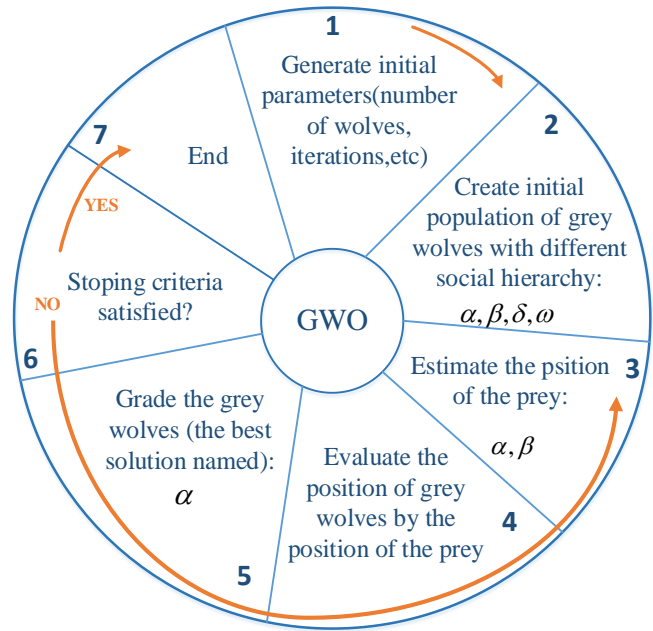 1
Generate initial
parameters(number
of wolves,
iterations,etc)
2
Create initial
population of grey
wolves with different
social hierarchy:
α, β, δ, ω
3
Estimate the psition
of the prey:
α, β
4
Evaluate the
position of grey
wolves by the
position of the prey
5
Grade the grey
wolves (the best
solution named):
α
6
Stoping criteria
satisfied?
NO
YES
7
End
GWO